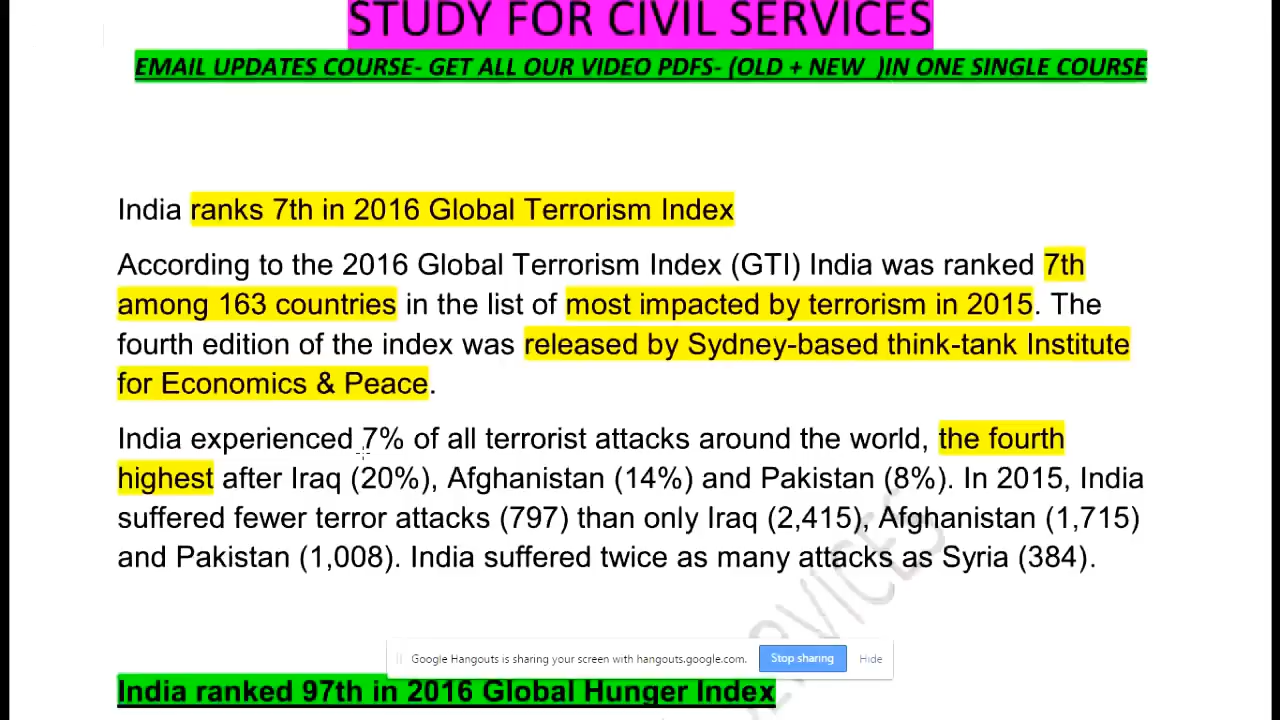 STUDY FOR CIVIL SERVICES
EMAIL UPDATES COURSE- GET ALL OUR VIDEO PDFS- (OLD + NEW )IN ONE SINGLE COURSE
India ranks 7th in 2016 Global Terrorism Index
According to the 2016 Global Terrorism Index (GTI) India was ranked 7th
among 163 countries in the list of most impacted by terrorism in 2015. The
fourth edition of the index was released by Sydney-based think-tank Institute
for Economics & Peace.
India experienced 7% of all terrorist attacks around the world, the fourth
highest after Iraq (20%), Afghanistan (14%) and Pakistan (8%). In 2015, India
suffered fewer terror attacks (797) than only Iraq (2,415), Afghanistan (1,715)
and Pakistan (1,008). India suffered twice as many attacks as Syria (384).
SERVICES
Google Hangouts is sharing your screen with hangouts.google.com. Stop sharing Hide
India ranked 97th in 2016 Global Hunger Index